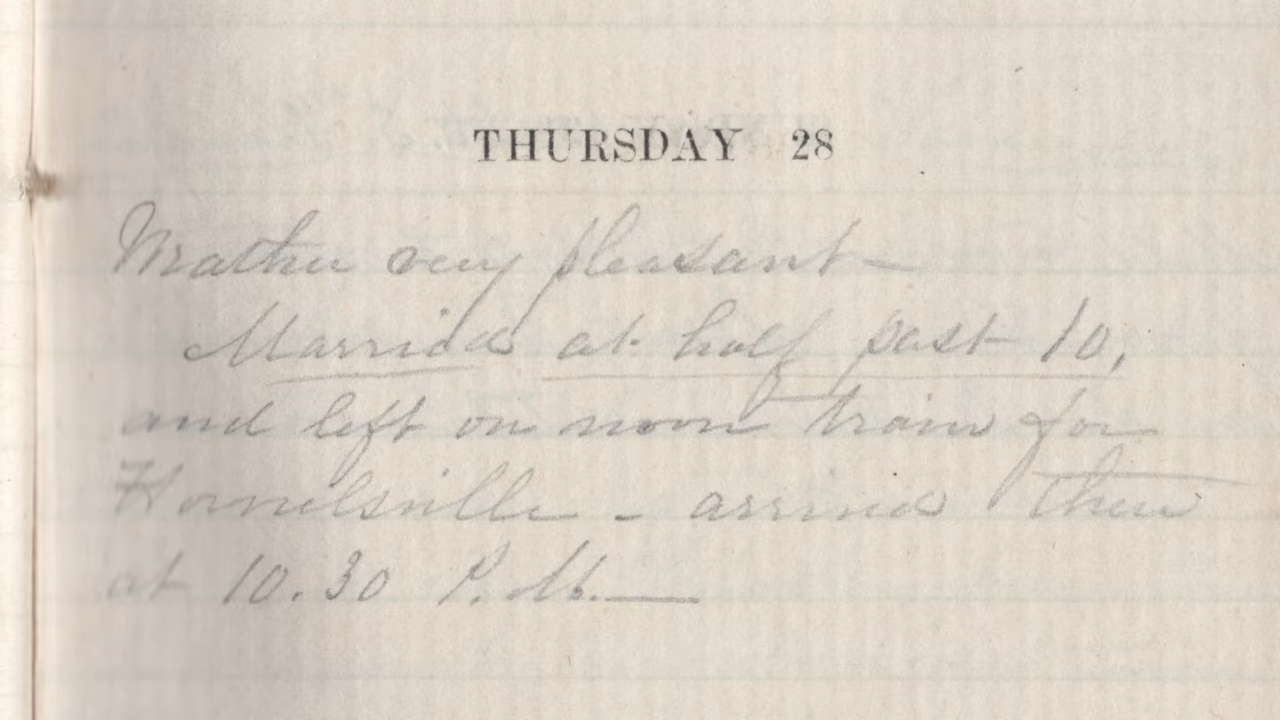 THURSDAY 28
Weather very pleasant –
Married at half past 10,
and left on noon train for
Hornelsville - arrived there
at 10.30 P.M. —